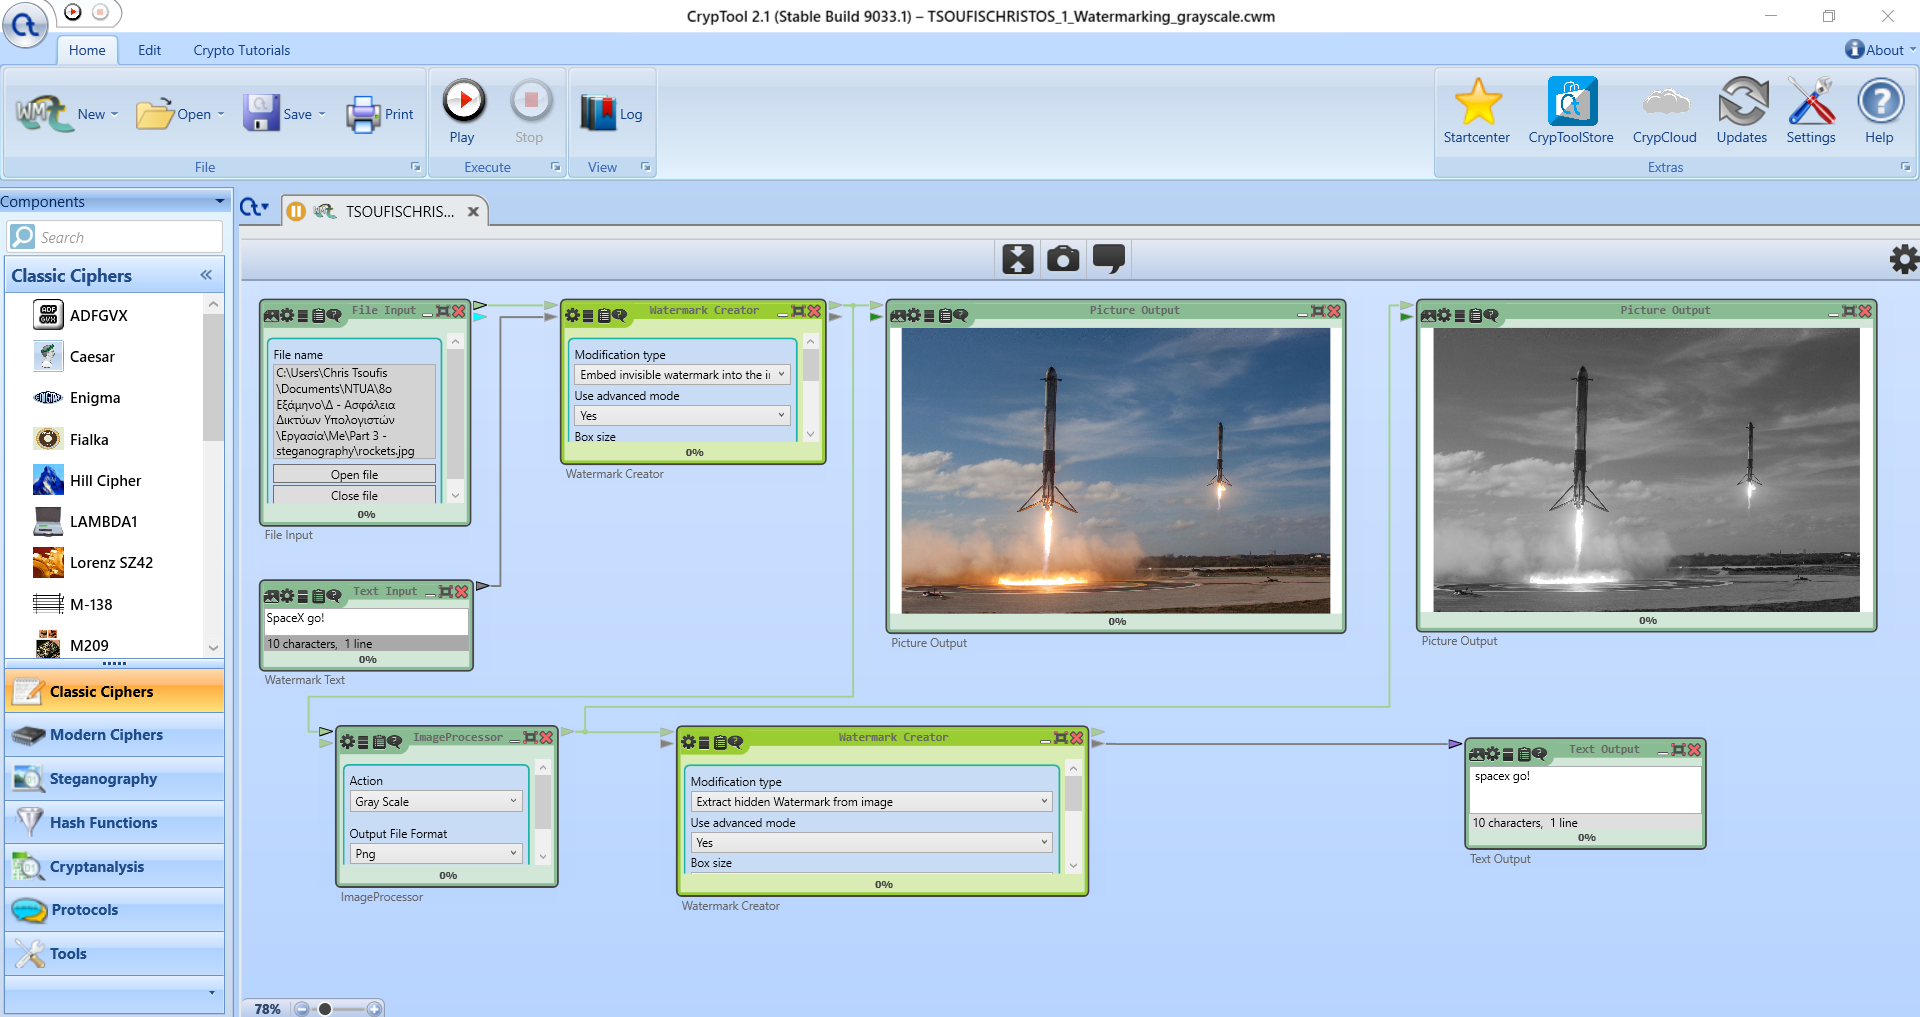 CrypTool 2.1 (Stable Build 9033.1) – TSOUFISCHRISTOS_1_Watermarking_grayscale.cwm
Home Edit Crypto Tutorials
About
New Open Save Print
File
Play Stop
Execute
Log
View
Startcenter CrypToolStore CrypCloud Updates Settings Help
Extras
Components
Search
Classic Ciphers
ADFGVX
Caesar
Enigma
Fialka
Hill Cipher
LAMBDA1
Lorenz SZ42
M-138
M209
Classic Ciphers
Modern Ciphers
Steganography
Hash Functions
Cryptanalysis
Protocols
Tools
TSOUFISCHRIS...
File Input
File name
C:\Users\Chris Tsoufis
\Documents\NTUA\8ο
Εξάμηνο\Δ - Ασφάλεια
Δικτύων Υπολογιστών
\Εργασία\Me\Part 3 -
steganography\rockets.jpg
Open file
Close file
0%
File Input
Text Input
SpaceX go!
10 characters, 1 line
0%
Watermark Text
Watermark Creator
Modification type
Embed invisible watermark into the i
Use advanced mode
Yes
Box size
0%
Watermark Creator
Picture Output
0%
Picture Output
Picture Output
0%
Picture Output
ImageProcessor
Action
Gray Scale
Output File Format
Png
0%
ImageProcessor
Watermark Creator
Modification type
Extract hidden Watermark from image
Use advanced mode
Yes
Box size
0%
Watermark Creator
Text Output
spacex go!
10 characters, 1 line
0%
Text Output
78%